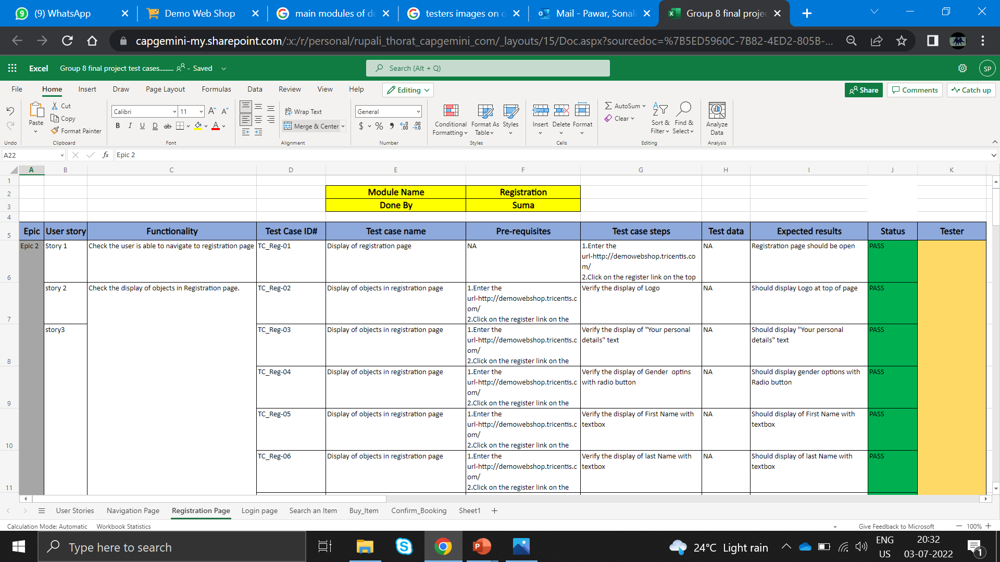 (9) WhatsApp
Demo Web Shop
main modules of de
testers images on o
Mail - Pawar, Sonali
Group 8 final projec
capgemini-my.sharepoint.com/:x:/r/personal/rupali_thorat_capgemini_com/_layouts/15/Doc.aspx?sourcedoc=%7B5ED5960C-7B82-4ED2-805B-...
Excel Group 8 final project test cases......... - Saved
Search (Alt + Q)
SP
File Home Insert Draw Page Layout Formulas Data Review View Help Editing Share Comments Catch up
Paste
Cut
Copy
Format Painter
Calibri 11
B I U D ab A
Wrap Text
Merge & Center
General
$ % 9
Conditional Formatting
Format As Table
Styles
Insert Delete Format
AutoSum
Clear
Sort & Filter
Find & Select
Analyze Data
Undo Clipboard Font Alignment Number Styles Cells Editing Analysis
A22 fx Epic 2
A B C D E F G H I J K
1
2 Module Name Registration
3 Done By Suma
4
5 Epic User story Functionality Test Case ID# Test case name Pre-requisites Test case steps Test data Expected results Status Tester
Epic 2 Story 1 Check the user is able to navigate to registration page TC_Reg-01 Display of registration page NA 1.Enter the NA Registration page should be open PASS
url-http://demowebshop.tricentis.co
m/
6 2.Click on the register link on the top
story 2 Check the display of objects in Registration page. TC_Reg-02 Display of objects in registration page 1.Enter the Verify the display of Logo NA Should display Logo at top of page PASS
url-http://demowebshop.tricentis.c
om/
7 2.Click on the register link on the
story3 TC_Reg-03 Display of objects in registration page 1.Enter the Verify the display of "Your personal NA Should display "Your personal PASS
url-http://demowebshop.tricentis.c details" text details" text
om/
8 2.Click on the register link on the
TC_Reg-04 Display of objects in registration page 1.Enter the Verify the display of Gender  optins NA Should display gender options with PASS
url-http://demowebshop.tricentis.c with radio button Radio button
om/
9 2.Click on the register link on the
TC_Reg-05 Display of objects in registration page 1.Enter the Verify the display of First Name with NA Should display of First Name with PASS
url-http://demowebshop.tricentis.c textbox textbox
om/
10 2.Click on the register link on the
TC_Reg-06 Display of objects in registration page 1.Enter the Verify the display of last Name with NA Should display of last Name with PASS
url-http://demowebshop.tricentis.c textbox textbox
om/
11 2.Click on the register link on the
User Stories Navigation Page Registration Page Login page Search an Item Buy_Item Confirm_Booking Sheet1
Calculation Mode: Automatic Workbook Statistics Give Feedback to Microsoft 100%
Type here to search
24°C Light rain
ENG
US
20:32
03-07-2022
1